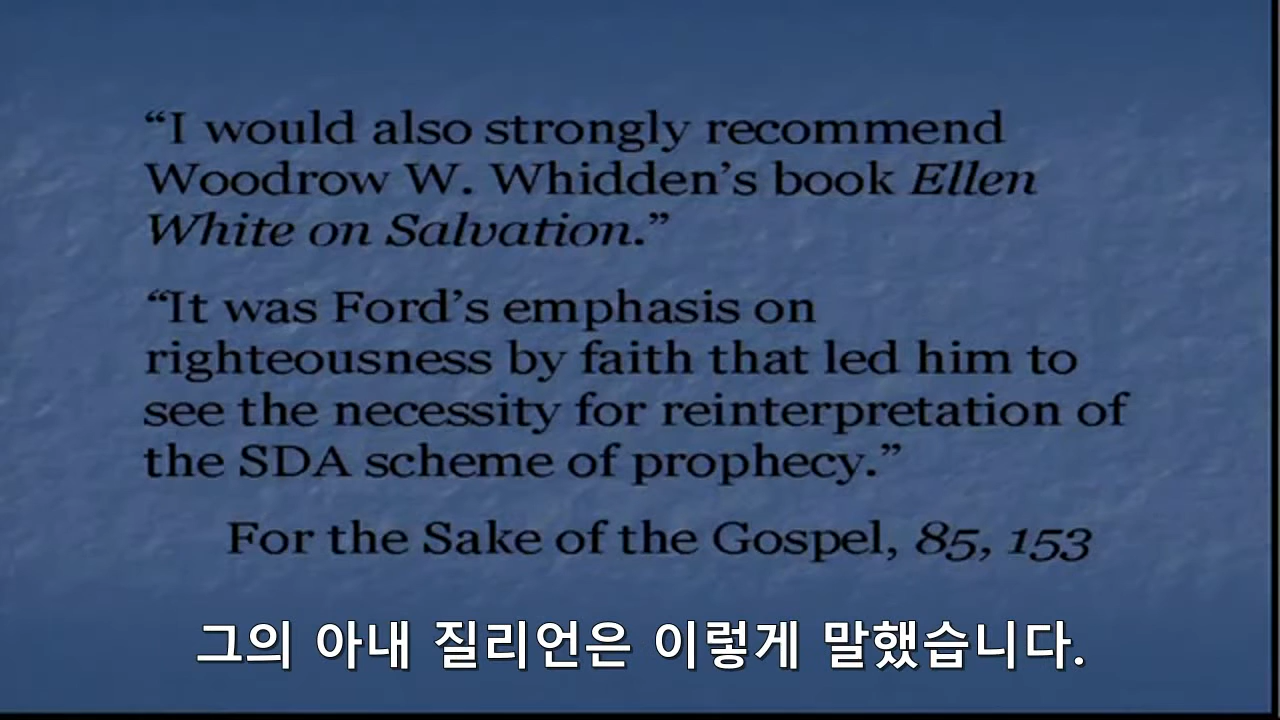 “I would also strongly recommend
Woodrow W. Whidden’s book Ellen
White on Salvation.”
“It was Ford’s emphasis on
righteousness by faith that led him to
see the necessity for reinterpretation of
the SDA scheme of prophecy.”
For the Sake of the Gospel, 85, 153
그의 아내 질리언은 이렇게 말했습니다.